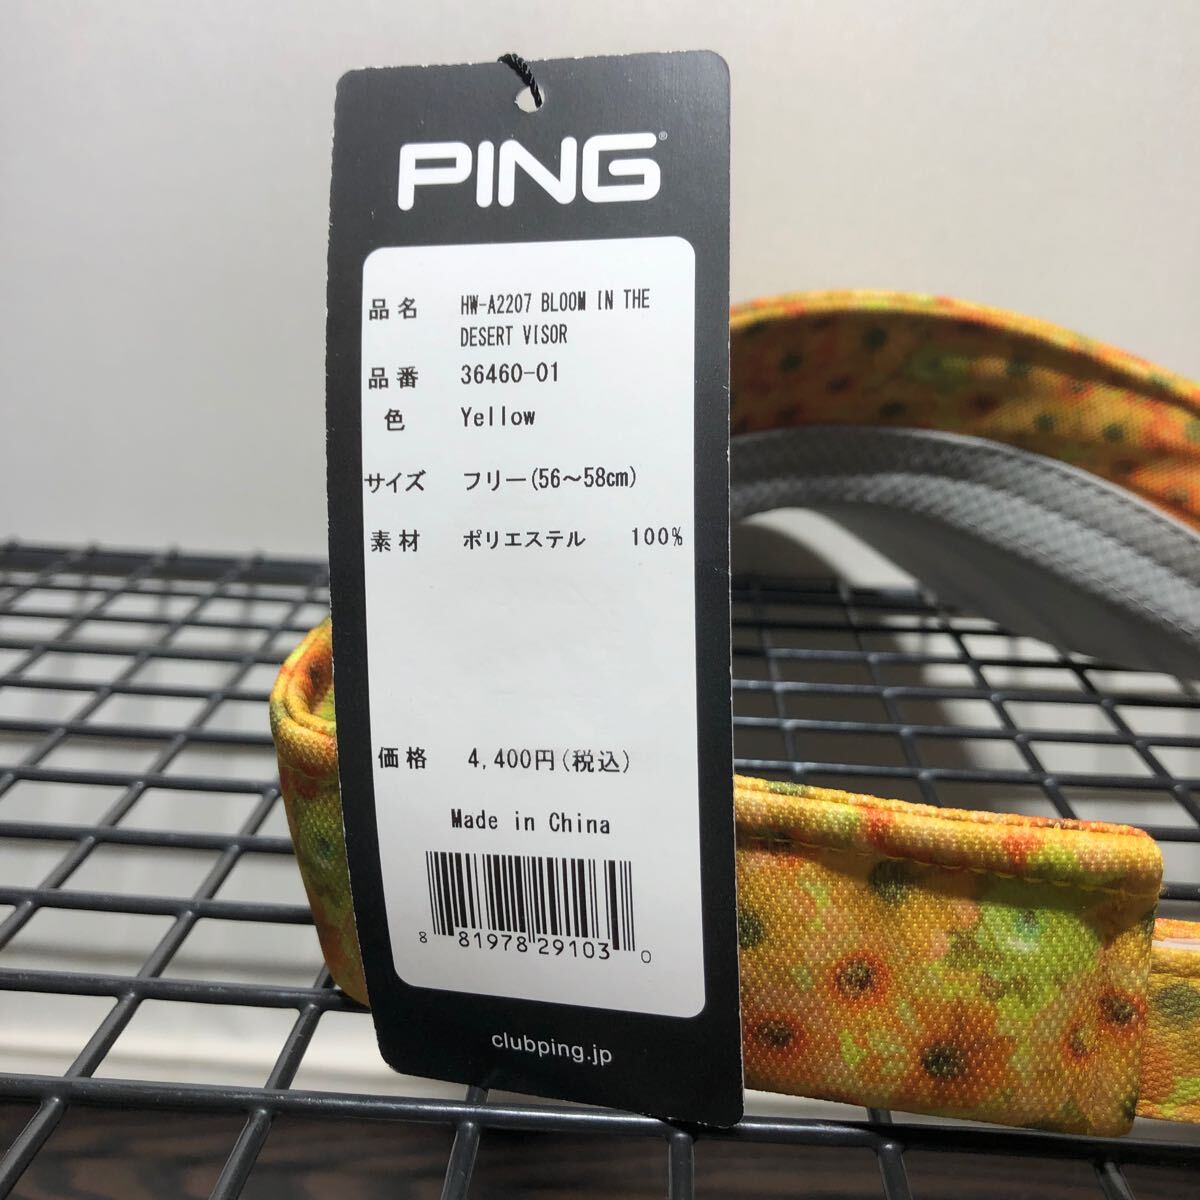 PING®
品名 HW-A2207 BLOOM IN THE
DESERT VISOR
品番 36460-01
色 Yellow
サイズ フリー(56～58cm)
素材 ポリエステル 100%
価格 4,400円(税込)
Made in China
8 81978 29103 0
clubping.jp